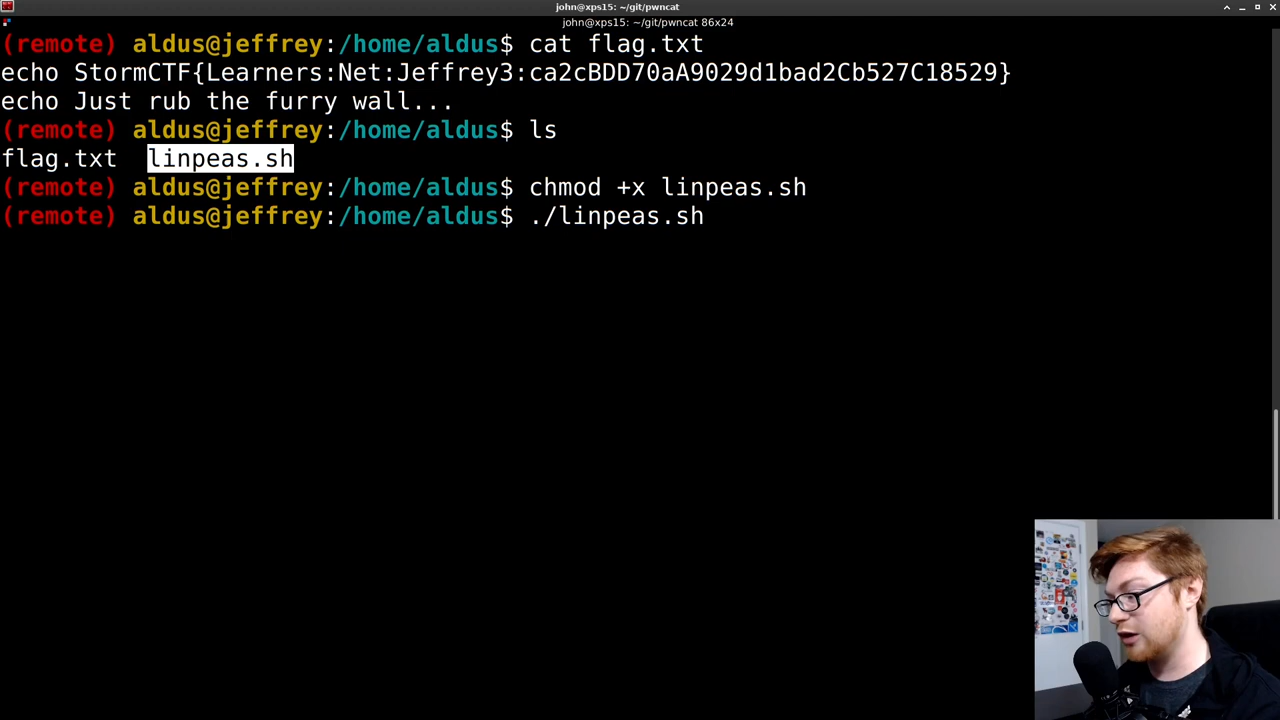 john@xps15: ~/git/pwncat
john@xps15: ~/git/pwncat 86x24
(remote) aldus@jeffrey:/home/aldus$ cat flag.txt
echo StormCTF{Learners:Net:Jeffrey3:ca2cBDD70aA9029d1bad2Cb527C18529}
echo Just rub the furry wall...
(remote) aldus@jeffrey:/home/aldus$ ls
flag.txt  linpeas.sh
(remote) aldus@jeffrey:/home/aldus$ chmod +x linpeas.sh
(remote) aldus@jeffrey:/home/aldus$ ./linpeas.sh